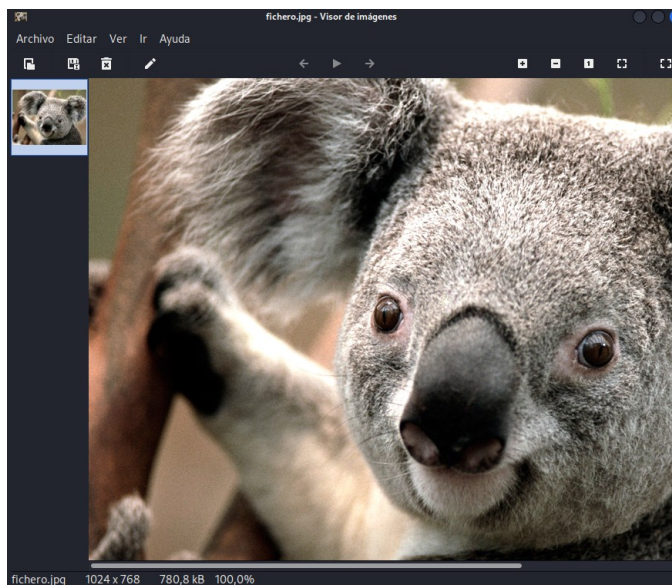 fichero.jpg - Visor de imágenes
Archivo Editar Ver Ir Ayuda
1
fichero.jpg 1024 x 768 780,8 kB 100,0%